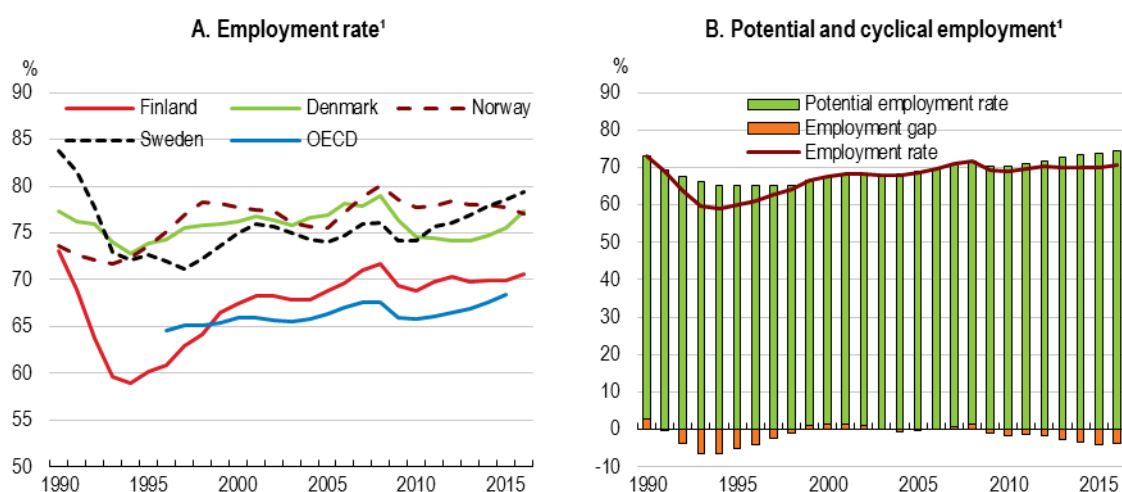 A. Employment rate¹
%
90
85
80
75
70
65
60
55
50
Finland
Denmark
Norway
Sweden
OECD
1990 1995 2000 2005 2010 2015
B. Potential and cyclical employment¹
%
90
80
70
60
50
40
30
20
10
0
-10
Potential employment rate
Employment gap
Employment rate
1990 1995 2000 2005 2010 2015